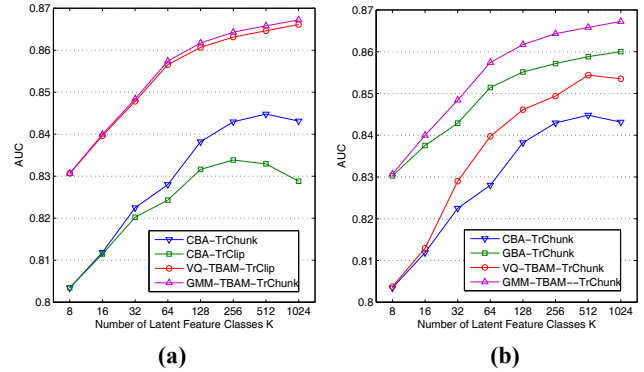 0.87
0.86
0.85
0.84
0.83
0.82
0.81
0.8
AUC
8 16 32 64 128 256 512 1024
Number of Latent Feature Classes K
CBA-TrChunk
CBA-TrClip
VQ-TBAM-TrClip
GMM-TBAM-TrChunk
(a)
0.87
0.86
0.85
0.84
0.83
0.82
0.81
0.8
AUC
8 16 32 64 128 256 512 1024
Number of Latent Feature Classes K
CBA-TrChunk
GBA-TrChunk
VQ-TBAM-TrChunk
GMM-TBAM--TrChunk
(b)